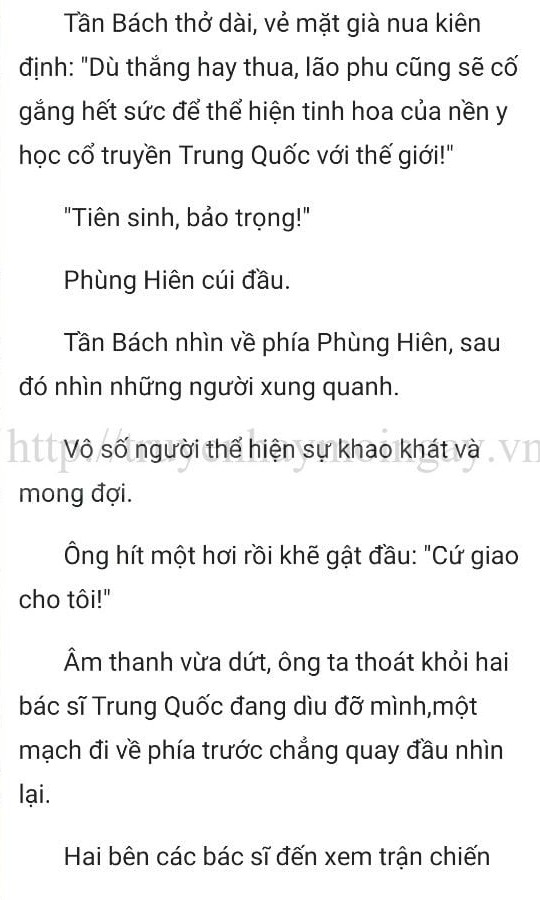 Tần Bách thở dài, vẻ mặt già nua kiên
định: "Dù thắng hay thua, lão phu cũng sẽ cố
gắng hết sức để thể hiện tinh hoa của nền y
học cổ truyền Trung Quốc với thế giới!"
"Tiên sinh, bảo trọng!"
Phùng Hiên cúi đầu.
Tần Bách nhìn về phía Phùng Hiên, sau
đó nhìn những người xung quanh.
http://truyenhaymoingay.vn
Vô số người thể hiện sự khao khát và
mong đợi.
Ông hít một hơi rồi khẽ gật đầu: "Cứ giao
cho tôi!"
Âm thanh vừa dứt, ông ta thoát khỏi hai
bác sĩ Trung Quốc đang dìu đỡ mình,một
mạch đi về phía trước chẳng quay đầu nhìn
lại.
Hai bên các bác sĩ đến xem trận chiến